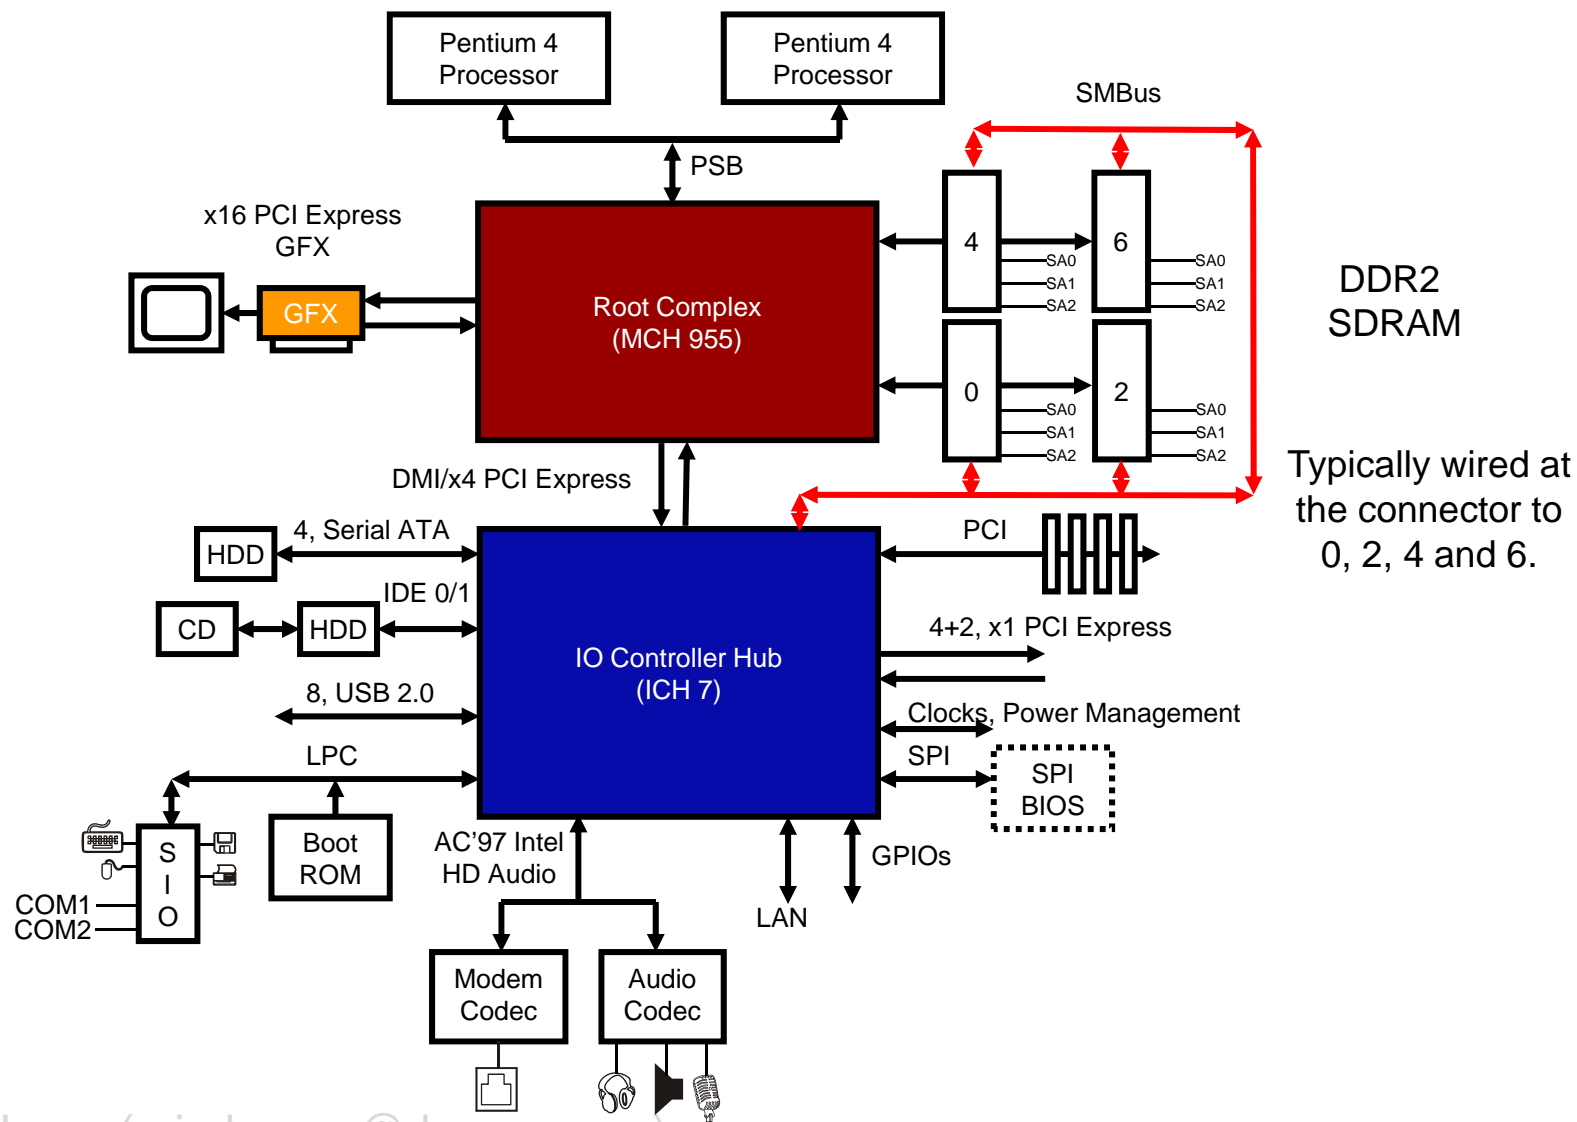 Pentium 4
Processor
Pentium 4
Processor
SMBus
PSB
x16 PCI Express
GFX
GFX
Root Complex
(MCH 955)
4
6
SA0
SA1
SA2
SA0
SA1
SA2
DDR2
SDRAM
0
2
SA0
SA1
SA2
SA0
SA1
SA2
Typically wired at
the connector to
0, 2, 4 and 6.
DMI/x4 PCI Express
4, Serial ATA
HDD
PCI
IDE 0/1
CD
HDD
4+2, x1 PCI Express
IO Controller Hub
(ICH 7)
8, USB 2.0
Clocks, Power Management
LPC
SPI
SPI
BIOS
Boot
ROM
S
I
O
COM1
COM2
AC'97 Intel
HD Audio
GPIOs
LAN
Modem
Codec
Audio
Codec